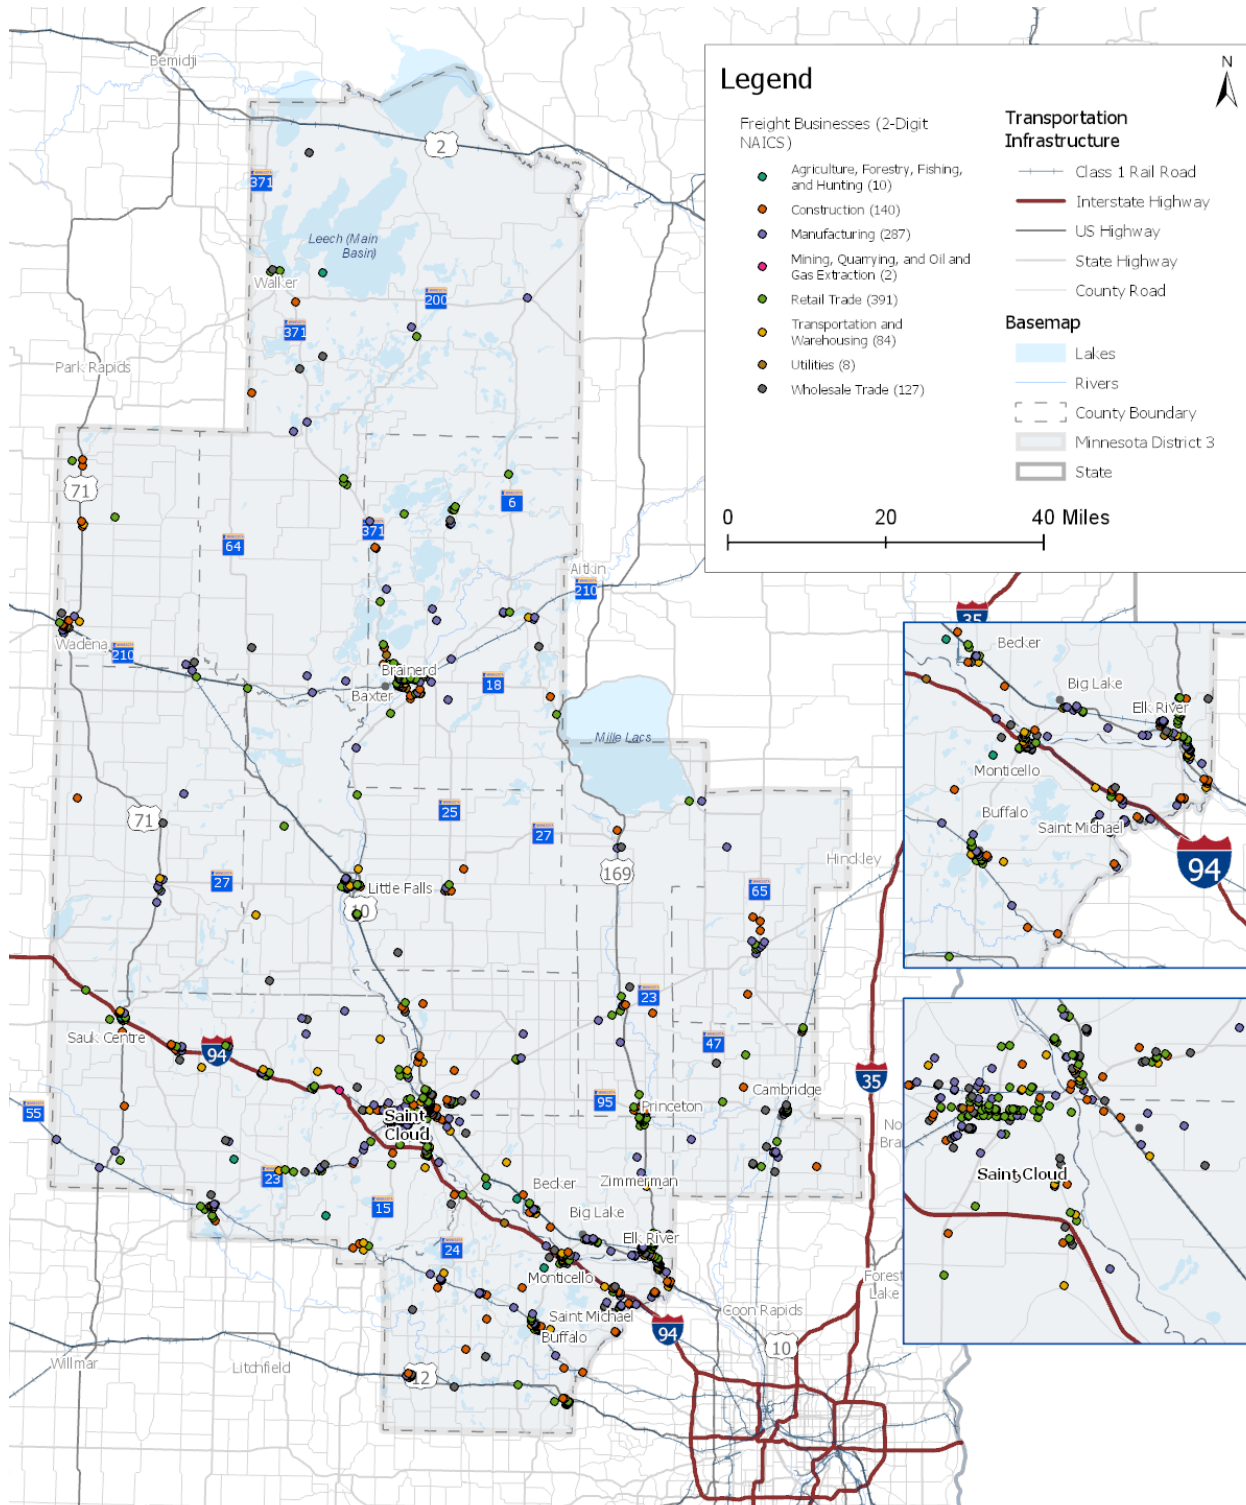 Bemidji
2
371
Leech (Main
Basin)
Walker
200
371
Park Rapids
71
6
371
64
Aitkin
210
Wadena
210
Brainerd
Baxter
18
Mille Lacs
71
25
27
169
Hinckley
27
Little Falls
10
65
23
Sauk Centre
94
47
35
Cambridge
55
95
Princeton
Saint
Cloud
23
Zimmerman
Becker
15
Big Lake
24
Elk River
Monticello
Forest
Lake
Saint Michael
Coon Rapids
94
Buffalo
10
Willmar
Litchfield
12
Legend
N
Freight Businesses (2-Digit
NAICS)
Agriculture, Forestry, Fishing,
and Hunting (10)
Construction (140)
Manufacturing (287)
Mining, Quarrying, and Oil and
Gas Extraction (2)
Retail Trade (391)
Transportation and
Warehousing (84)
Utilities (8)
Wholesale Trade (127)
Transportation
Infrastructure
Class 1 Rail Road
Interstate Highway
US Highway
State Highway
County Road
Basemap
Lakes
Rivers
County Boundary
Minnesota District 3
State
0 20 40 Miles
35
Becker
Big Lake
Elk River
Monticello
Buffalo
Saint Michael
94
Saint Cloud